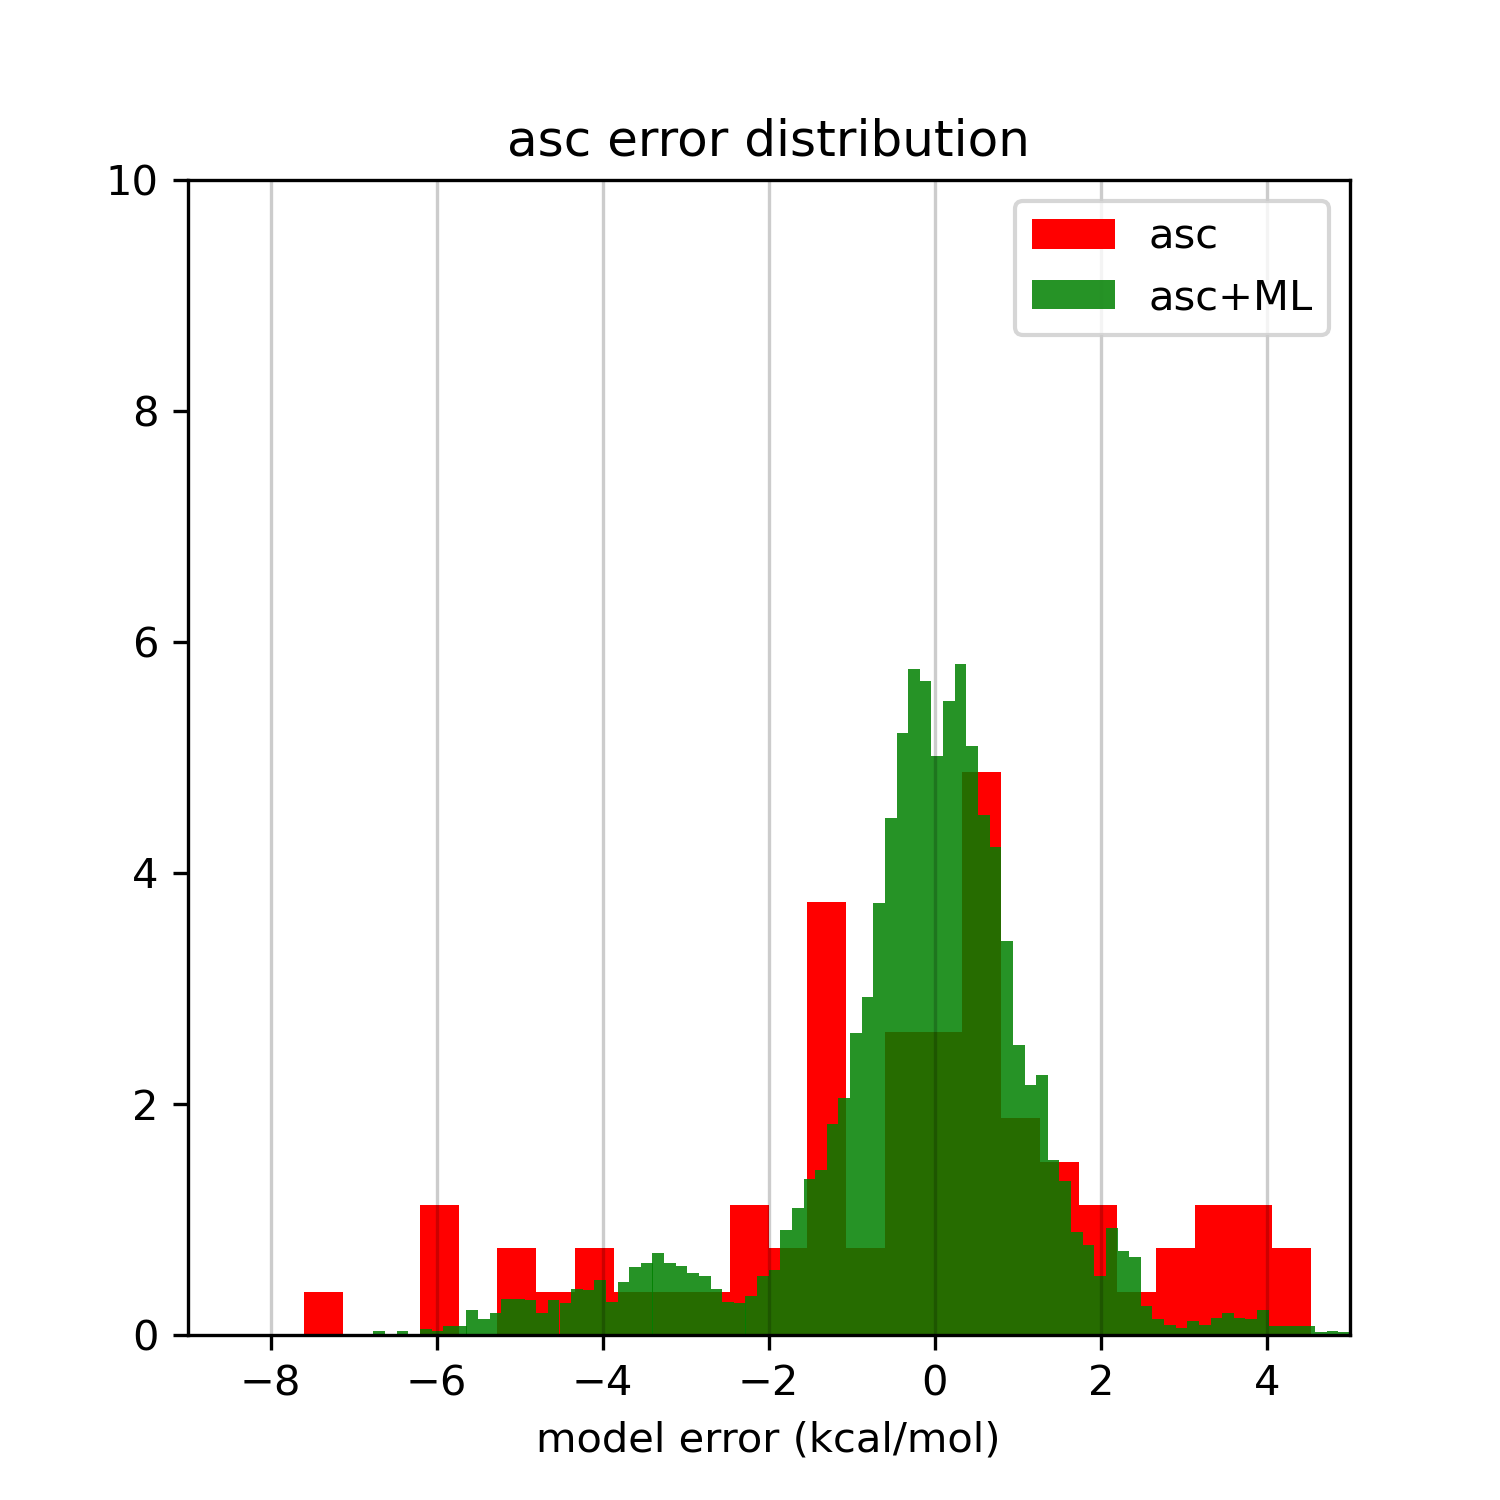 asc error distribution
10
8
6
4
2
0
asc
asc+ML
−8 −6 −4 −2 0 2 4
model error (kcal/mol)